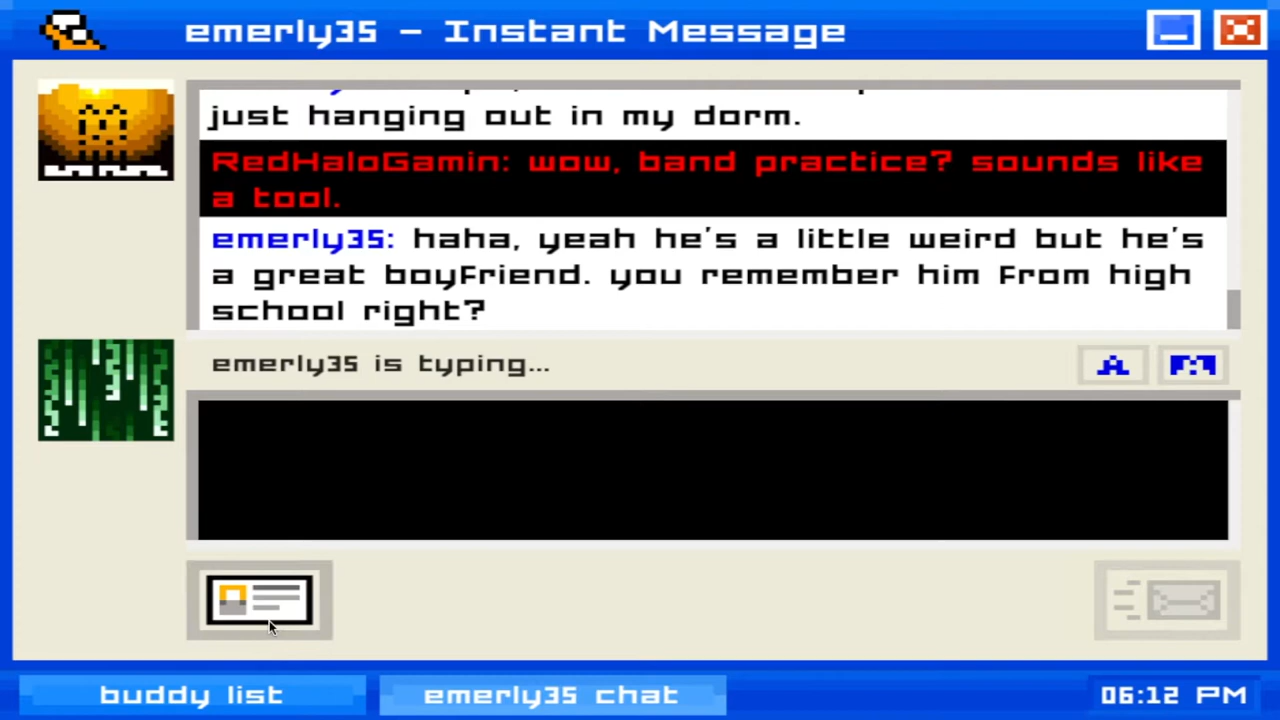 emerly35 - Instant Message
just hanging out in my dorm.
RedHaloGamin: wow, band practice? sounds like
a tool.
emerly35: haha, yeah he's a little weird but he's
a great boyfriend. you remember him from high
school right?
emerly35 is typing...
A
buddy list
emerly35 chat
06:12 PM